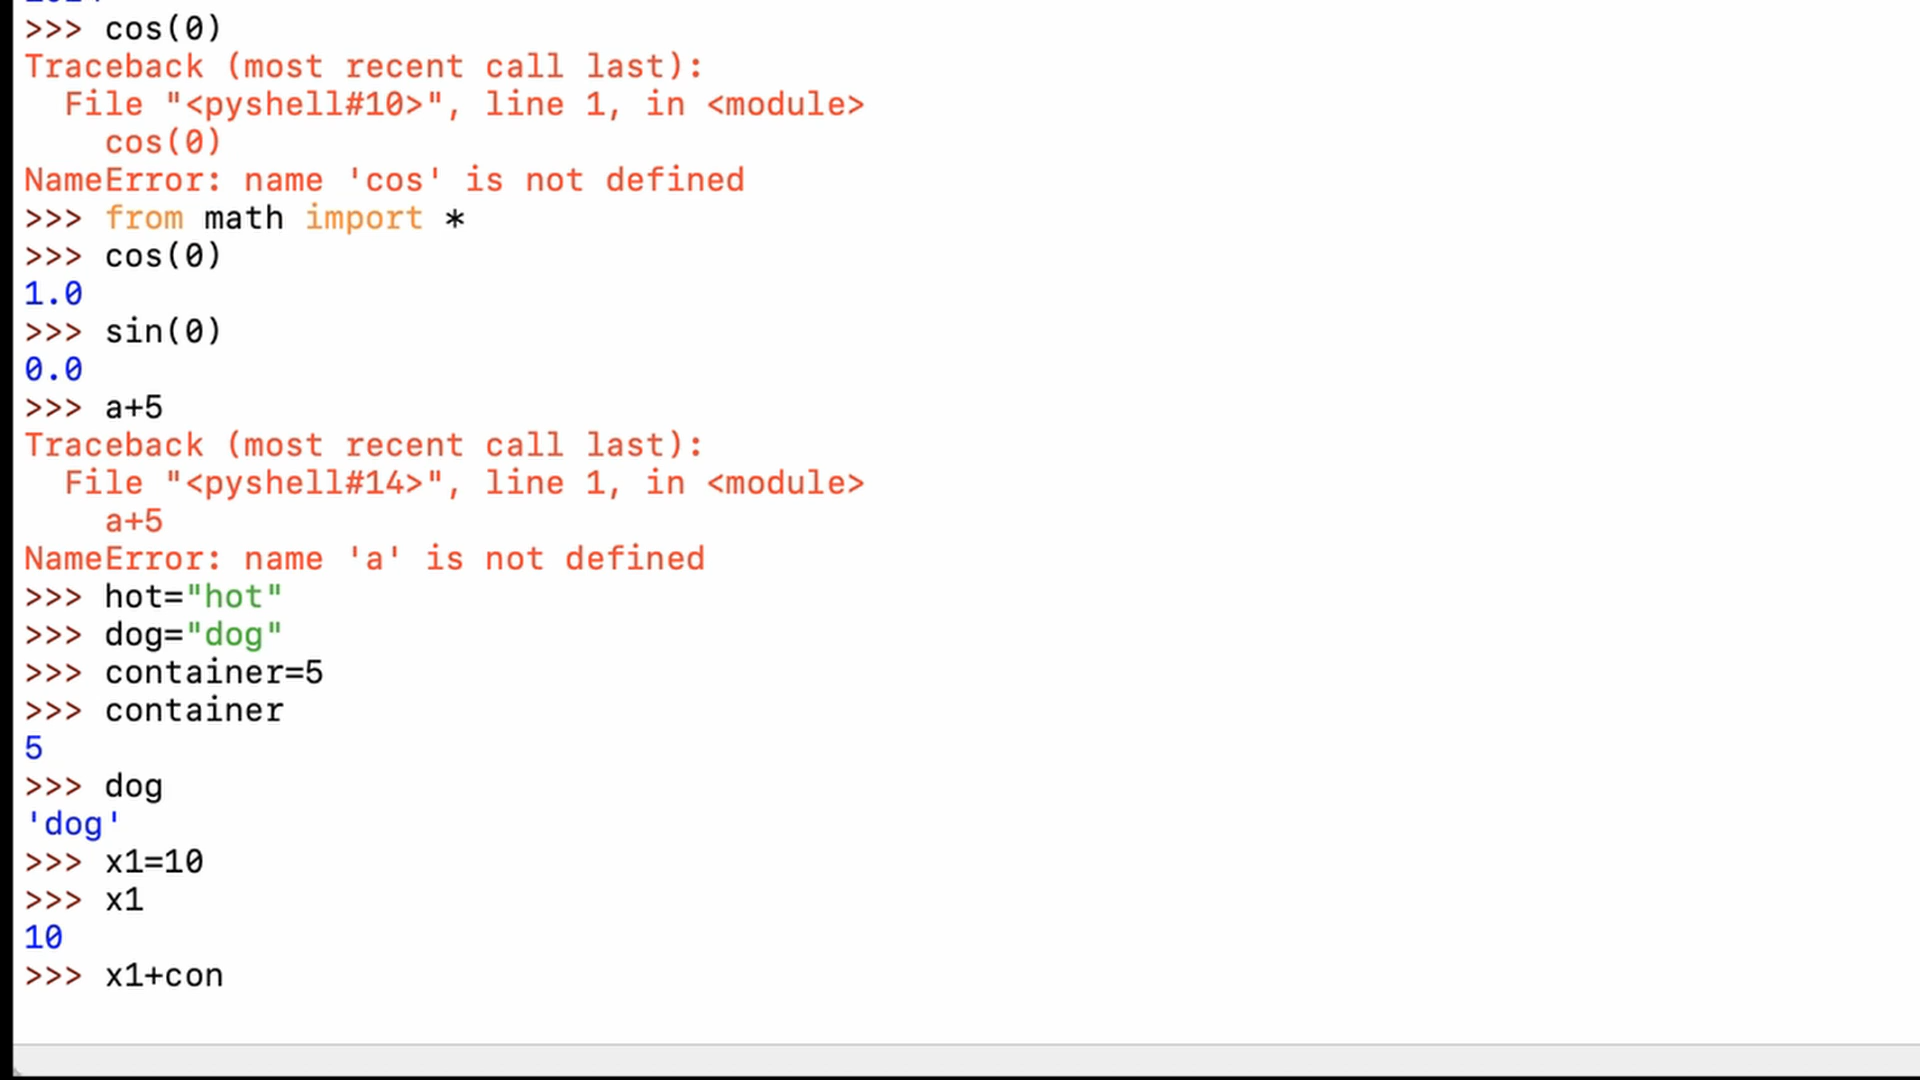 >>> cos(0)
Traceback (most recent call last):
  File "<pyshell#10>", line 1, in <module>
    cos(0)
NameError: name 'cos' is not defined
>>> from math import *
>>> cos(0)
1.0
>>> sin(0)
0.0
>>> a+5
Traceback (most recent call last):
  File "<pyshell#14>", line 1, in <module>
    a+5
NameError: name 'a' is not defined
>>> hot="hot"
>>> dog="dog"
>>> container=5
>>> container
5
>>> dog
'dog'
>>> x1=10
>>> x1
10
>>> x1+con